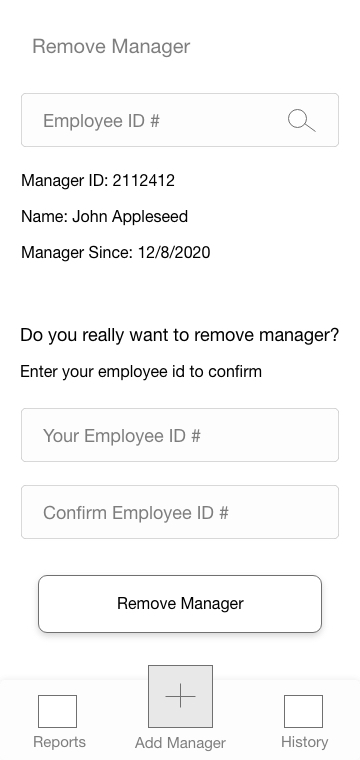 Remove Manager
Employee ID #
Manager ID: 2112412
Name: John Appleseed
Manager Since: 12/8/2020
Do you really want to remove manager?
Enter your employee id to confirm
Your Employee ID #
Confirm Employee ID #
Remove Manager
Reports
Add Manager
History